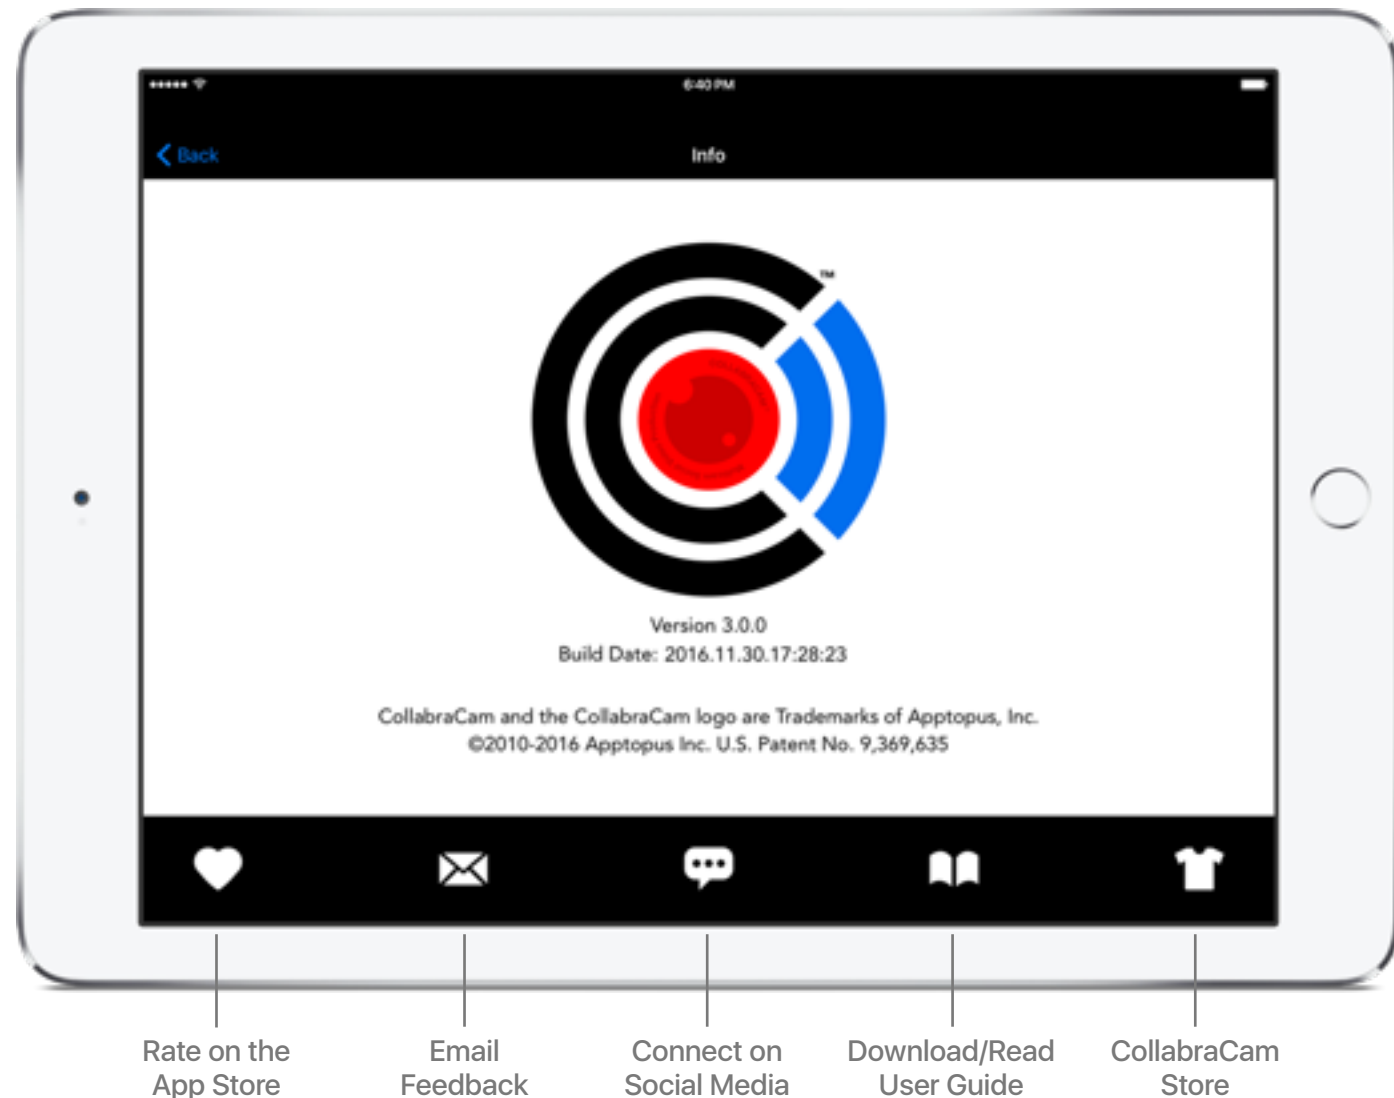 6:40 PM
Back
Info
TM
Version 3.0.0
Build Date: 2016.11.30.17:28:23
CollabraCam and the CollabraCam logo are Trademarks of Apptopus, Inc.
©2010-2016 Apptopus Inc. U.S. Patent No. 9,369,635
Rate on the
App Store
Email
Feedback
Connect on
Social Media
Download/Read
User Guide
CollabraCam
Store